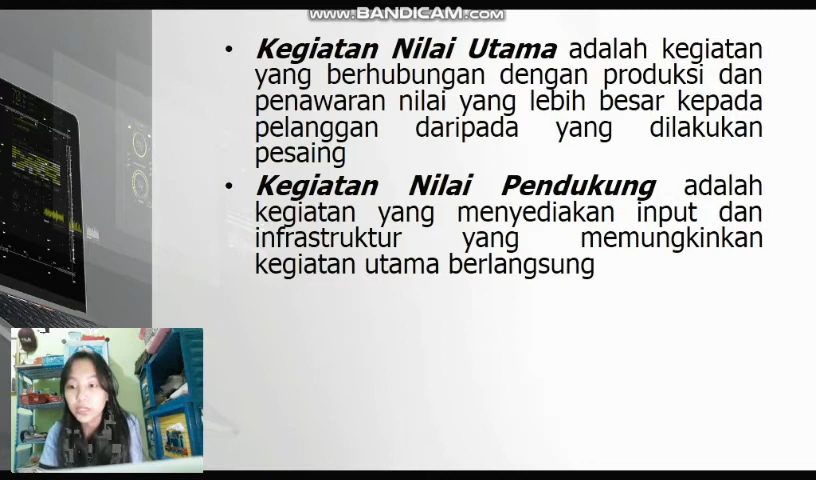 www.BANDICAM.com
• Kegiatan Nilai Utama adalah kegiatan
yang berhubungan dengan produksi dan
penawaran nilai yang lebih besar kepada
pelanggan daripada yang dilakukan
pesaing
• Kegiatan Nilai Pendukung adalah
kegiatan yang menyediakan input dan
infrastruktur yang memungkinkan
kegiatan utama berlangsung